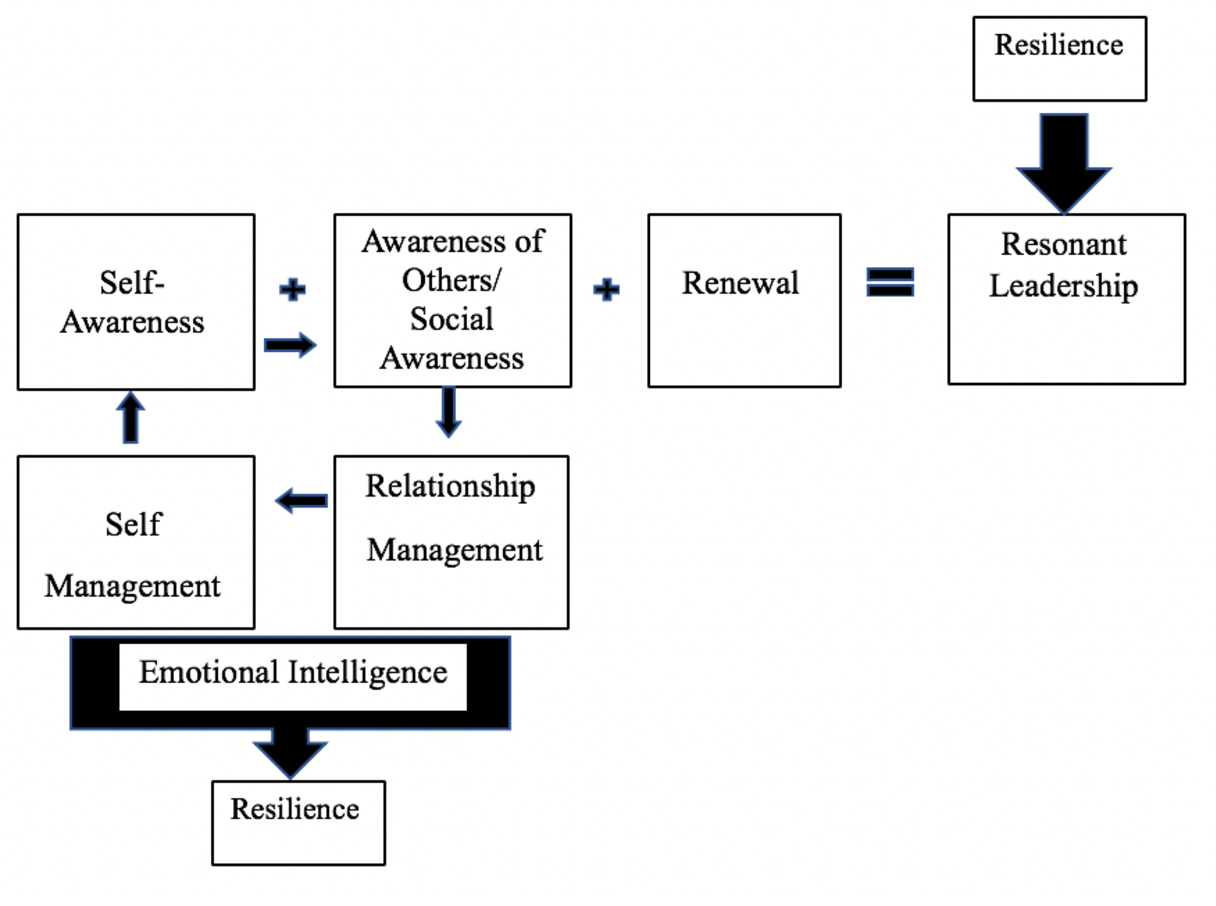 Resilience
Self-
Awareness
+
Awareness of
Others/
Social
Awareness
+
Renewal
=
Resonant
Leadership
Self
Management
Relationship
Management
Emotional Intelligence
Resilience